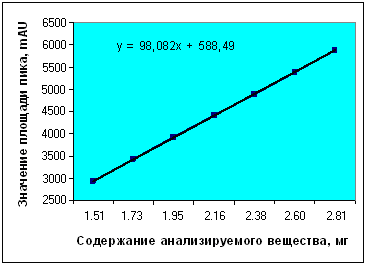 Значение площади пика, mAU
6500
6000
5500
5000
4500
4000
3500
3000
2500
y = 98,082x + 588,49
1.51 1.73 1.95 2.16 2.38 2.60 2.81
Содержание анализируемого вещества, мг